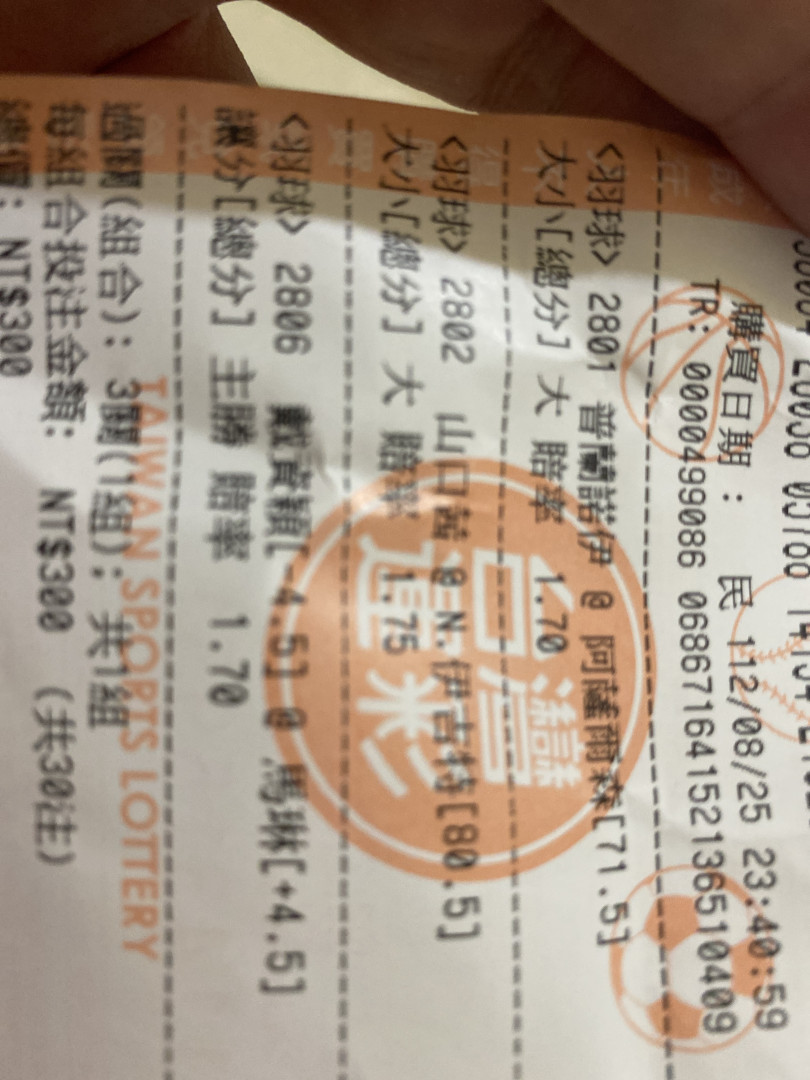 購買日期: 民 112/08/25 23:40:59
TR: 0000499086 06867164152136510409
<羽球> 2801 普蘭諾伊 @ 阿薩爾森[71.5]
大小[總分] 大 賠率 1.70
<羽球> 2802 山口茜 @ N.伊古特[80.5]
大小[總分] 大 賠率 1.75
<羽球> 2806 戴資穎[-4.5] @ 馬琳[+4.5]
讓分[總分] 主勝 賠率 1.70
過關(組合): 3關(1組): 共1組
每組合投注金額: NT$300 (共30注)
總價: NT$300
台灣
運彩
TAIWAN SPORTS LOTTERY